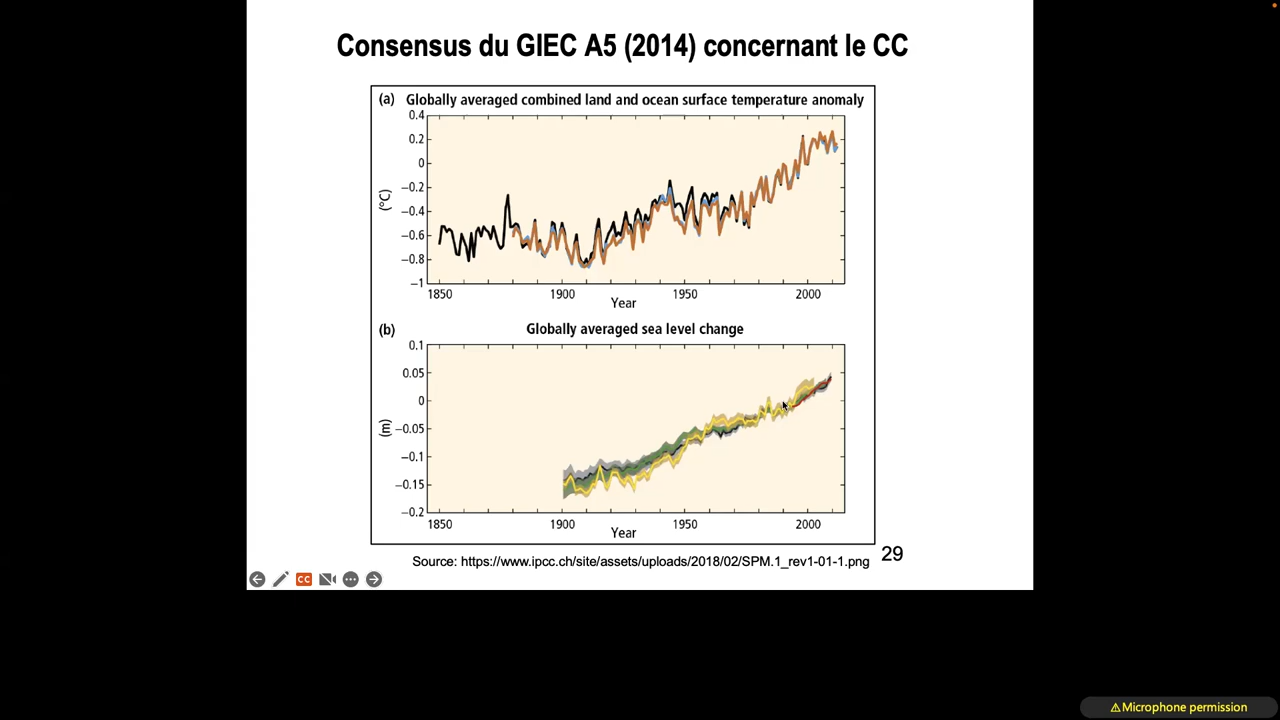 Consensus du GIEC A5 (2014) concernant le CC
(a) Globally averaged combined land and ocean surface temperature anomaly
0.4
0.2
0
−0.2
(°C)
−0.4
−0.6
−0.8
−1
1850 1900 1950 2000
Year
(b) Globally averaged sea level change
0.1
0.05
0
−0.05
(m)
−0.1
−0.15
−0.2
1850 1900 1950 2000
Year
Source: https://www.ipcc.ch/site/assets/uploads/2018/02/SPM.1_rev1-01-1.png
29
CC
⚠Microphone permission